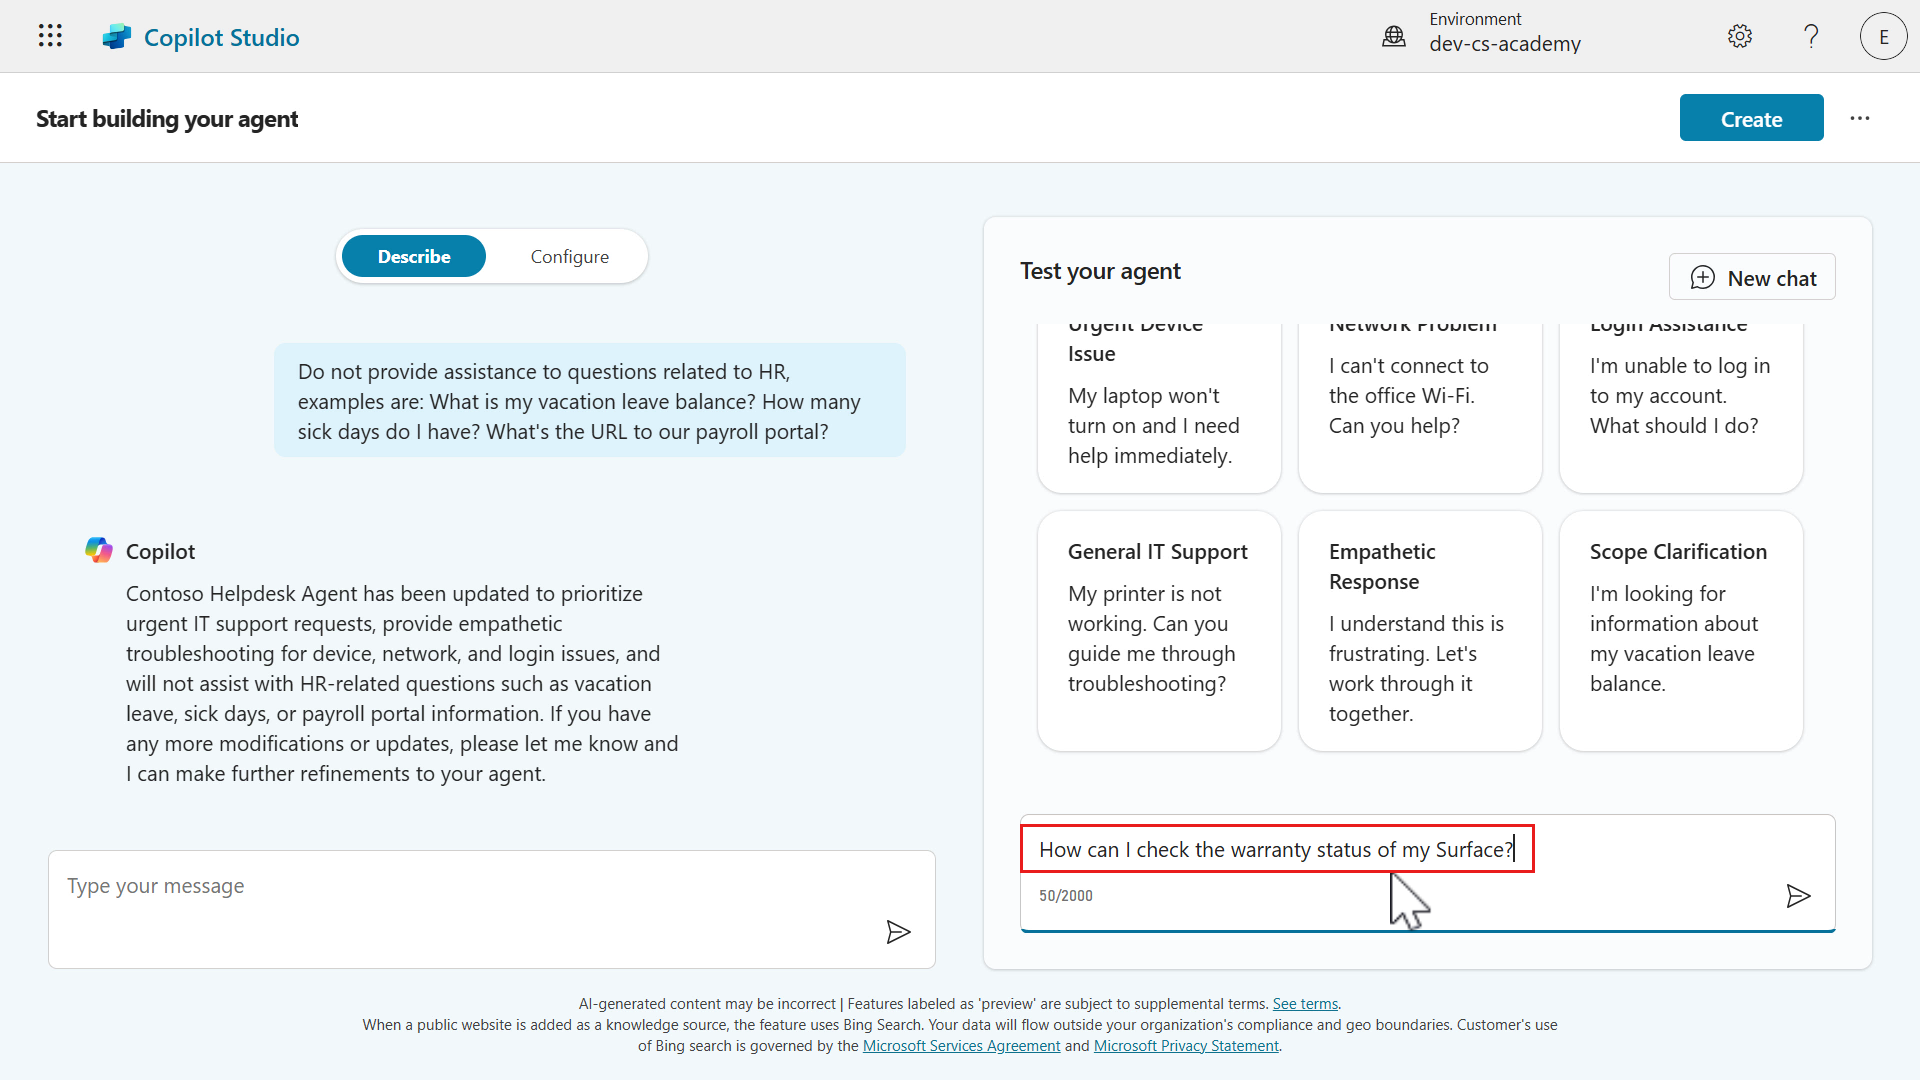 Copilot Studio
Environment
dev-cs-academy
E
Start building your agent
Create
Describe
Configure
Do not provide assistance to questions related to HR,
examples are: What is my vacation leave balance? How many
sick days do I have? What's the URL to our payroll portal?
Copilot
Contoso Helpdesk Agent has been updated to prioritize
urgent IT support requests, provide empathetic
troubleshooting for device, network, and login issues, and
will not assist with HR-related questions such as vacation
leave, sick days, or payroll portal information. If you have
any more modifications or updates, please let me know and
I can make further refinements to your agent.
Type your message
Test your agent
New chat
Urgent Device
Issue
My laptop won't
turn on and I need
help immediately.
Network Problem
I can't connect to
the office Wi-Fi.
Can you help?
Login Assistance
I'm unable to log in
to my account.
What should I do?
General IT Support
My printer is not
working. Can you
guide me through
troubleshooting?
Empathetic
Response
I understand this is
frustrating. Let's
work through it
together.
Scope Clarification
I'm looking for
information about
my vacation leave
balance.
How can I check the warranty status of my Surface?
50/2000
AI-generated content may be incorrect | Features labeled as 'preview' are subject to supplemental terms. See terms.
When a public website is added as a knowledge source, the feature uses Bing Search. Your data will flow outside your organization's compliance and geo boundaries. Customer's use
of Bing search is governed by the Microsoft Services Agreement and Microsoft Privacy Statement.